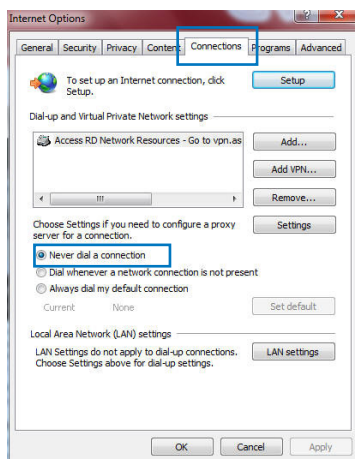 Internet Options
General Security Privacy Content Connections Programs Advanced
To set up an Internet connection, click
Setup.
Setup
Dial-up and Virtual Private Network settings
Access RD Network Resources - Go to vpn.as
Add...
Add VPN...
Remove...
Choose Settings if you need to configure a proxy
server for a connection.
Settings
Never dial a connection
Dial whenever a network connection is not present
Always dial my default connection
Current None
Set default
Local Area Network (LAN) settings
LAN Settings do not apply to dial-up connections.
Choose Settings above for dial-up settings.
LAN settings
OK Cancel Apply